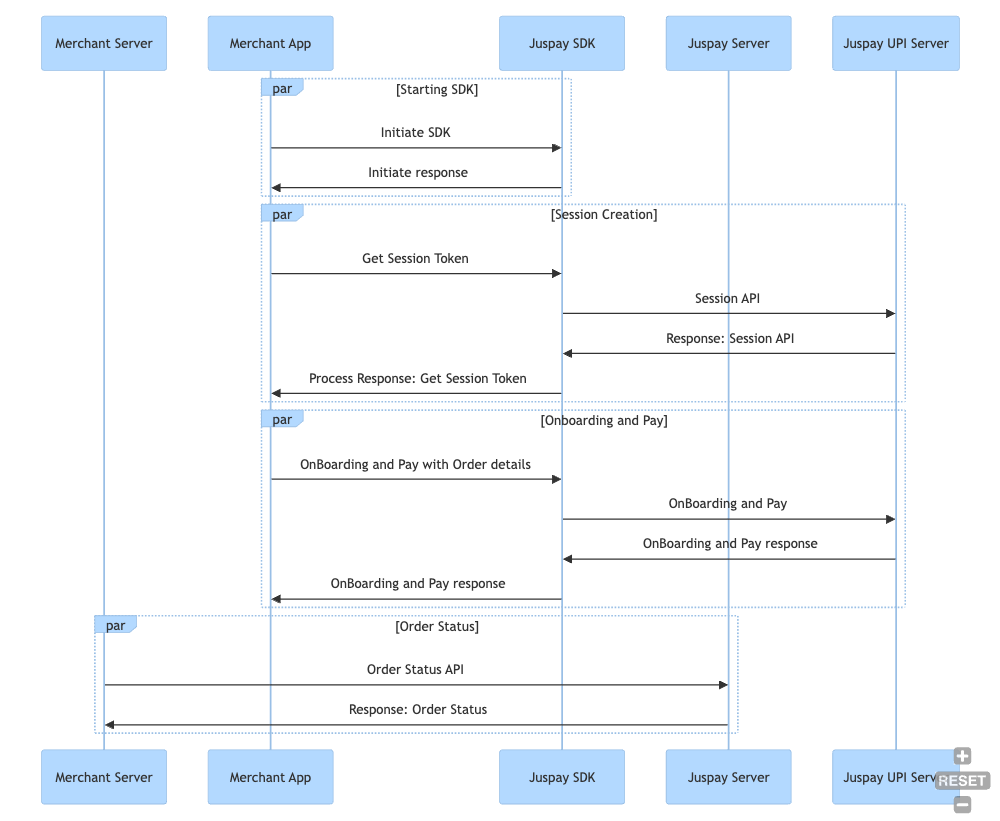 Merchant Server
Merchant App
Juspay SDK
Juspay Server
Juspay UPI Server
par
[Starting SDK]
Initiate SDK
Initiate response
par
[Session Creation]
Get Session Token
Session API
Response: Session API
Process Response: Get Session Token
par
[Onboarding and Pay]
OnBoarding and Pay with Order details
OnBoarding and Pay
OnBoarding and Pay response
OnBoarding and Pay response
par
[Order Status]
Order Status API
Response: Order Status
Merchant Server
Merchant App
Juspay SDK
Juspay Server
Juspay UPI
RESET